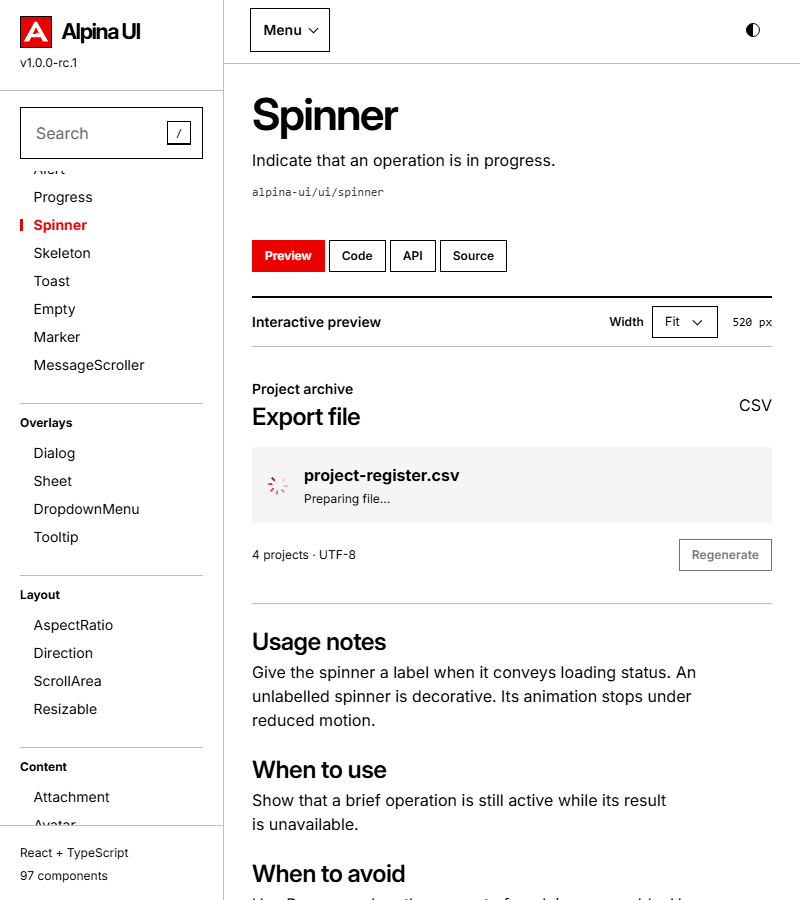 Alpina UI
v1.0.0-rc.1
Search /
Progress
Spinner
Skeleton
Toast
Empty
Marker
MessageScroller
Overlays
Dialog
Sheet
DropdownMenu
Tooltip
Layout
AspectRatio
Direction
ScrollArea
Resizable
Content
Attachment
React + TypeScript
97 components
Menu
Spinner
Indicate that an operation is in progress.
alpina-ui/ui/spinner
Preview Code API Source
Interactive preview Width Fit 520 px
Project archive
Export file
CSV
project-register.csv
Preparing file...
4 projects · UTF-8 Regenerate
Usage notes
Give the spinner a label when it conveys loading status. An
unlabelled spinner is decorative. Its animation stops under
reduced motion.
When to use
Show that a brief operation is still active while its result
is unavailable.
When to avoid